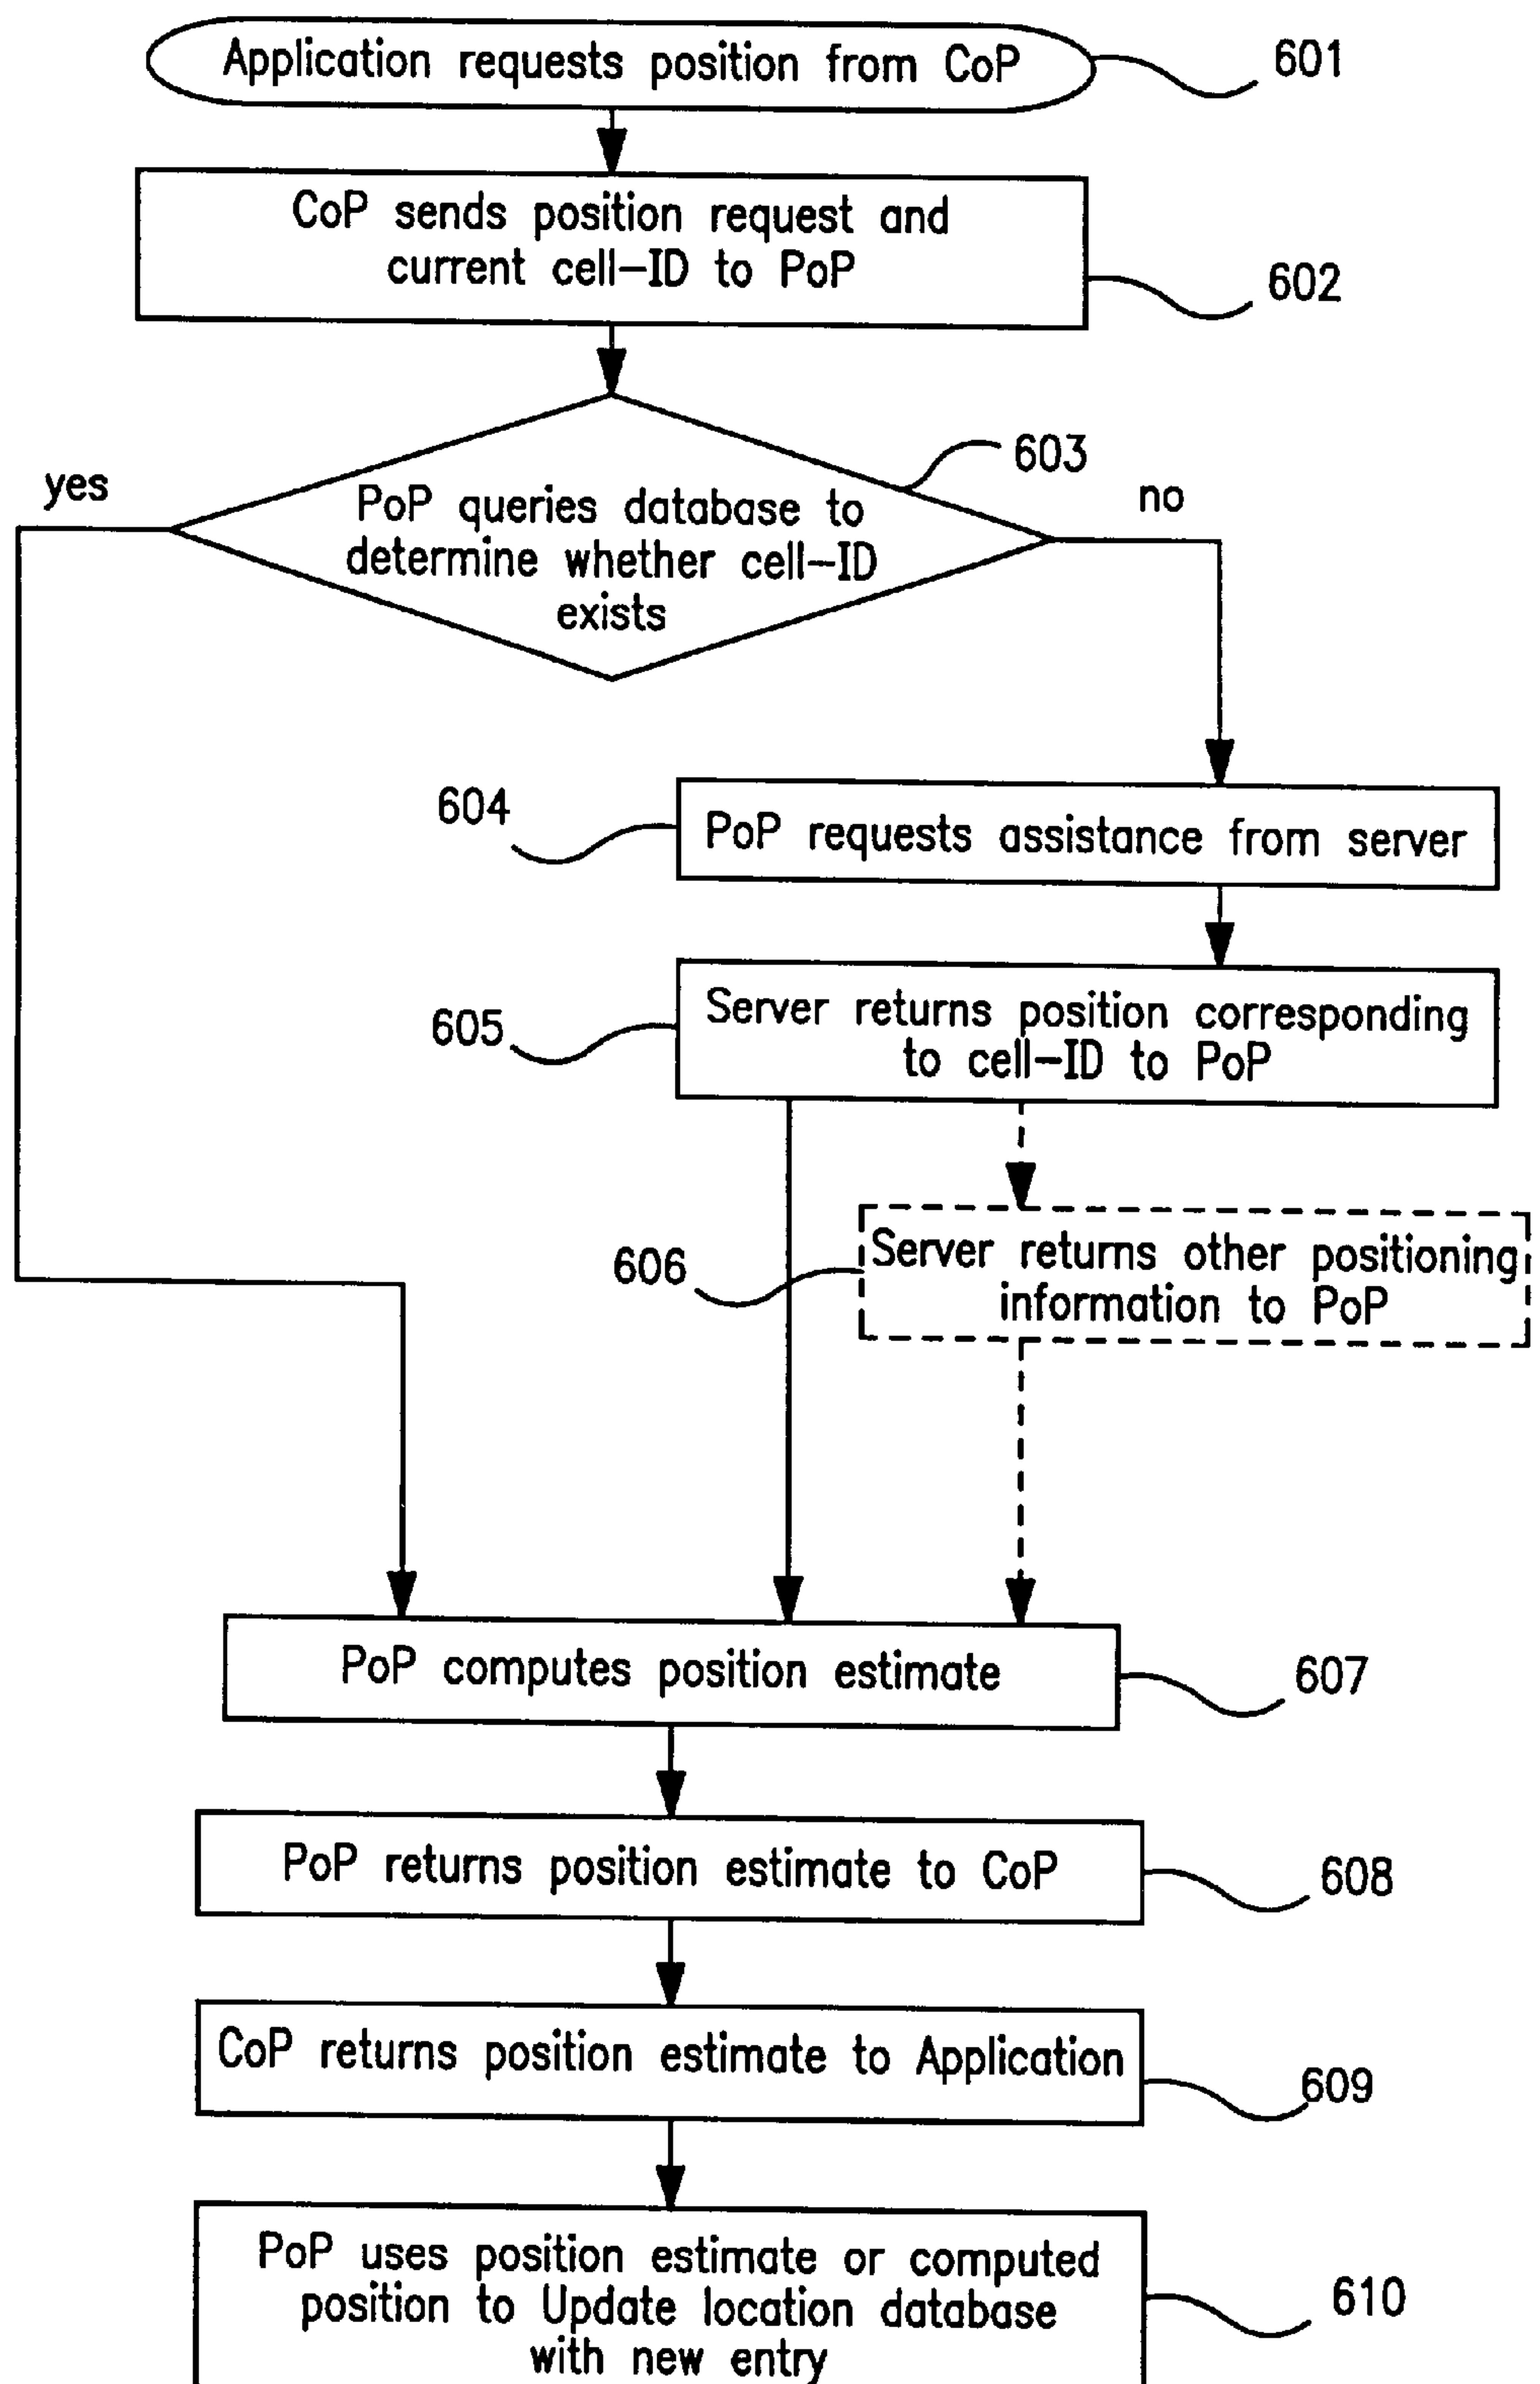 Application requests position from CoP
601
CoP sends position request and
current cell-ID to PoP
602
603
yes
no
PoP queries database to
determine whether cell-ID
exists
604
PoP requests assistance from server
605
Server returns position corresponding
to cell-ID to PoP
606
Server returns other positioning
information to PoP
PoP computes position estimate
607
PoP returns position estimate to CoP
608
CoP returns position estimate to Application
609
PoP uses position estimate or computed
position to Update location database
with new entry
610